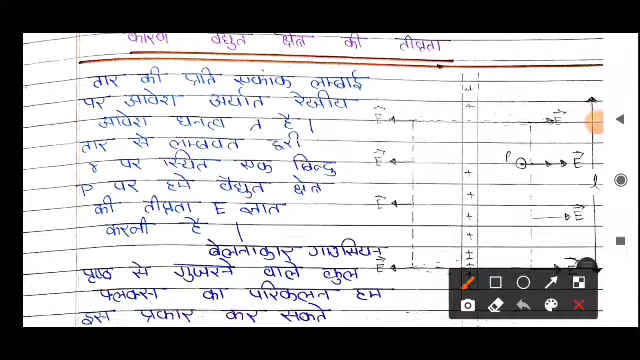 कारण वैद्युत क्षेत्र की तीव्रता
तार की प्रति एकांक लम्बाई
पर आवेश अर्थात रेखीय
आवेश घनत्व λ है |
तार से लम्बवत दूरी
r पर स्थित एक बिन्दु
P पर हमे वैद्युत क्षेत्र
की तीव्रता E ज्ञात
करनी है |
बेलनाकार गाउसियन
पृष्ठ से गुजरने वाले कुल
फ्लक्स का परिकलन हम
इस प्रकार कर सकते
E E
E P E
E E
E E
l